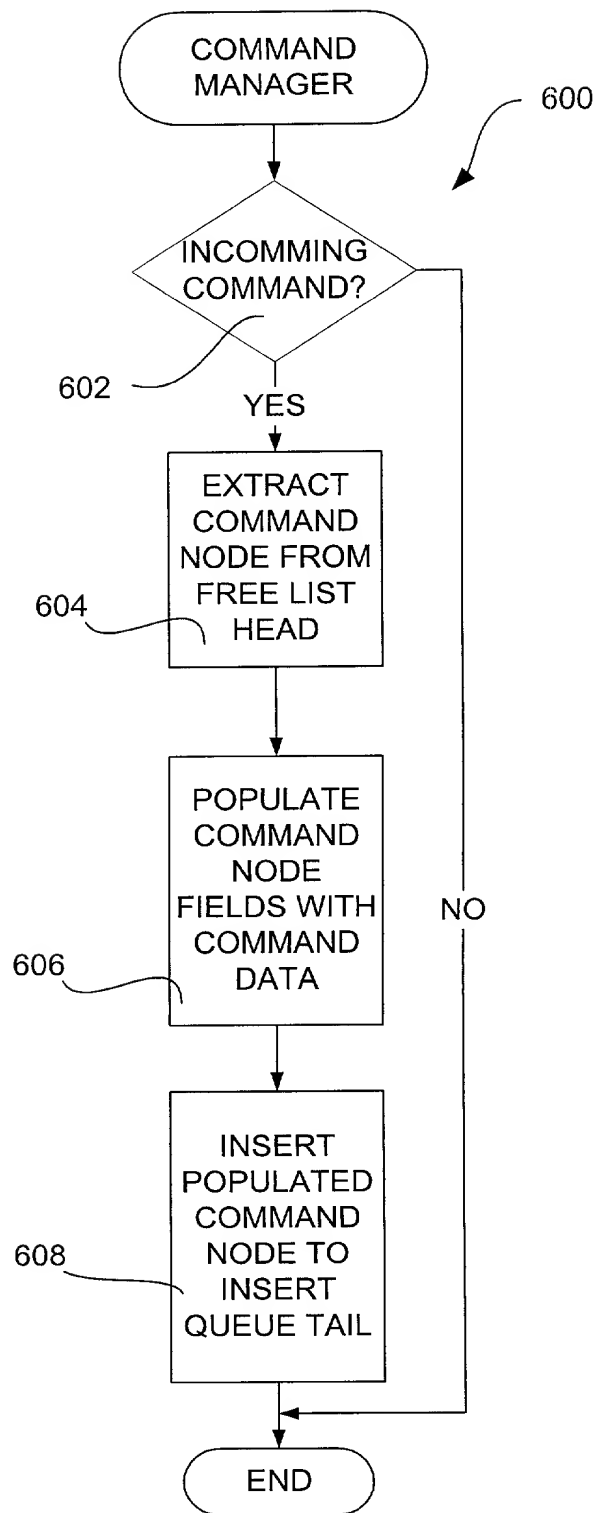 COMMAND
MANAGER
600
INCOMMING
COMMAND?
602
YES
EXTRACT
COMMAND
NODE FROM
FREE LIST
HEAD
604
POPULATE
COMMAND
NODE
FIELDS WITH
COMMAND
DATA
NO
606
INSERT
POPULATED
COMMAND
NODE TO
INSERT
QUEUE TAIL
608
END